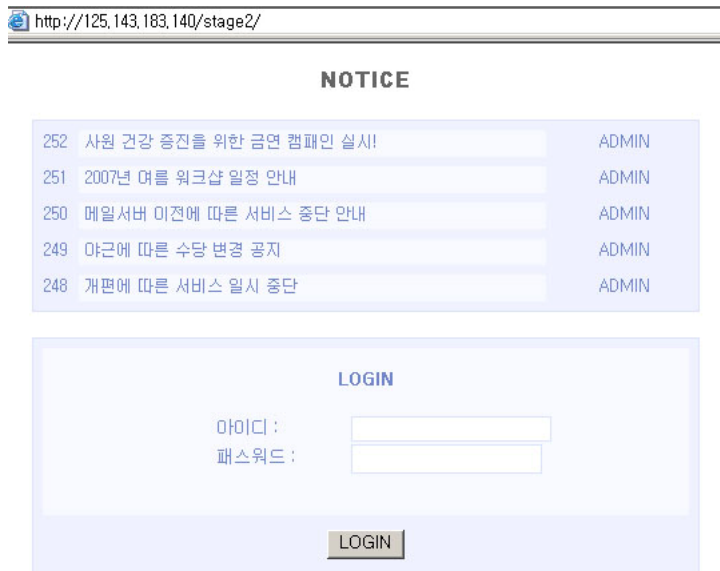 http://125,143,183,140/stage2/
NOTICE
252 사원 건강 증진을 위한 금연 캠패인 실시! ADMIN
251 2007년 여름 워크샵 일정 안내 ADMIN
250 메일서버 이전에 따른 서비스 중단 안내 ADMIN
249 야근에 따른 수당 변경 공지 ADMIN
248 개편에 따른 서비스 일시 중단 ADMIN
LOGIN
아이디 :
패스워드 :
LOGIN